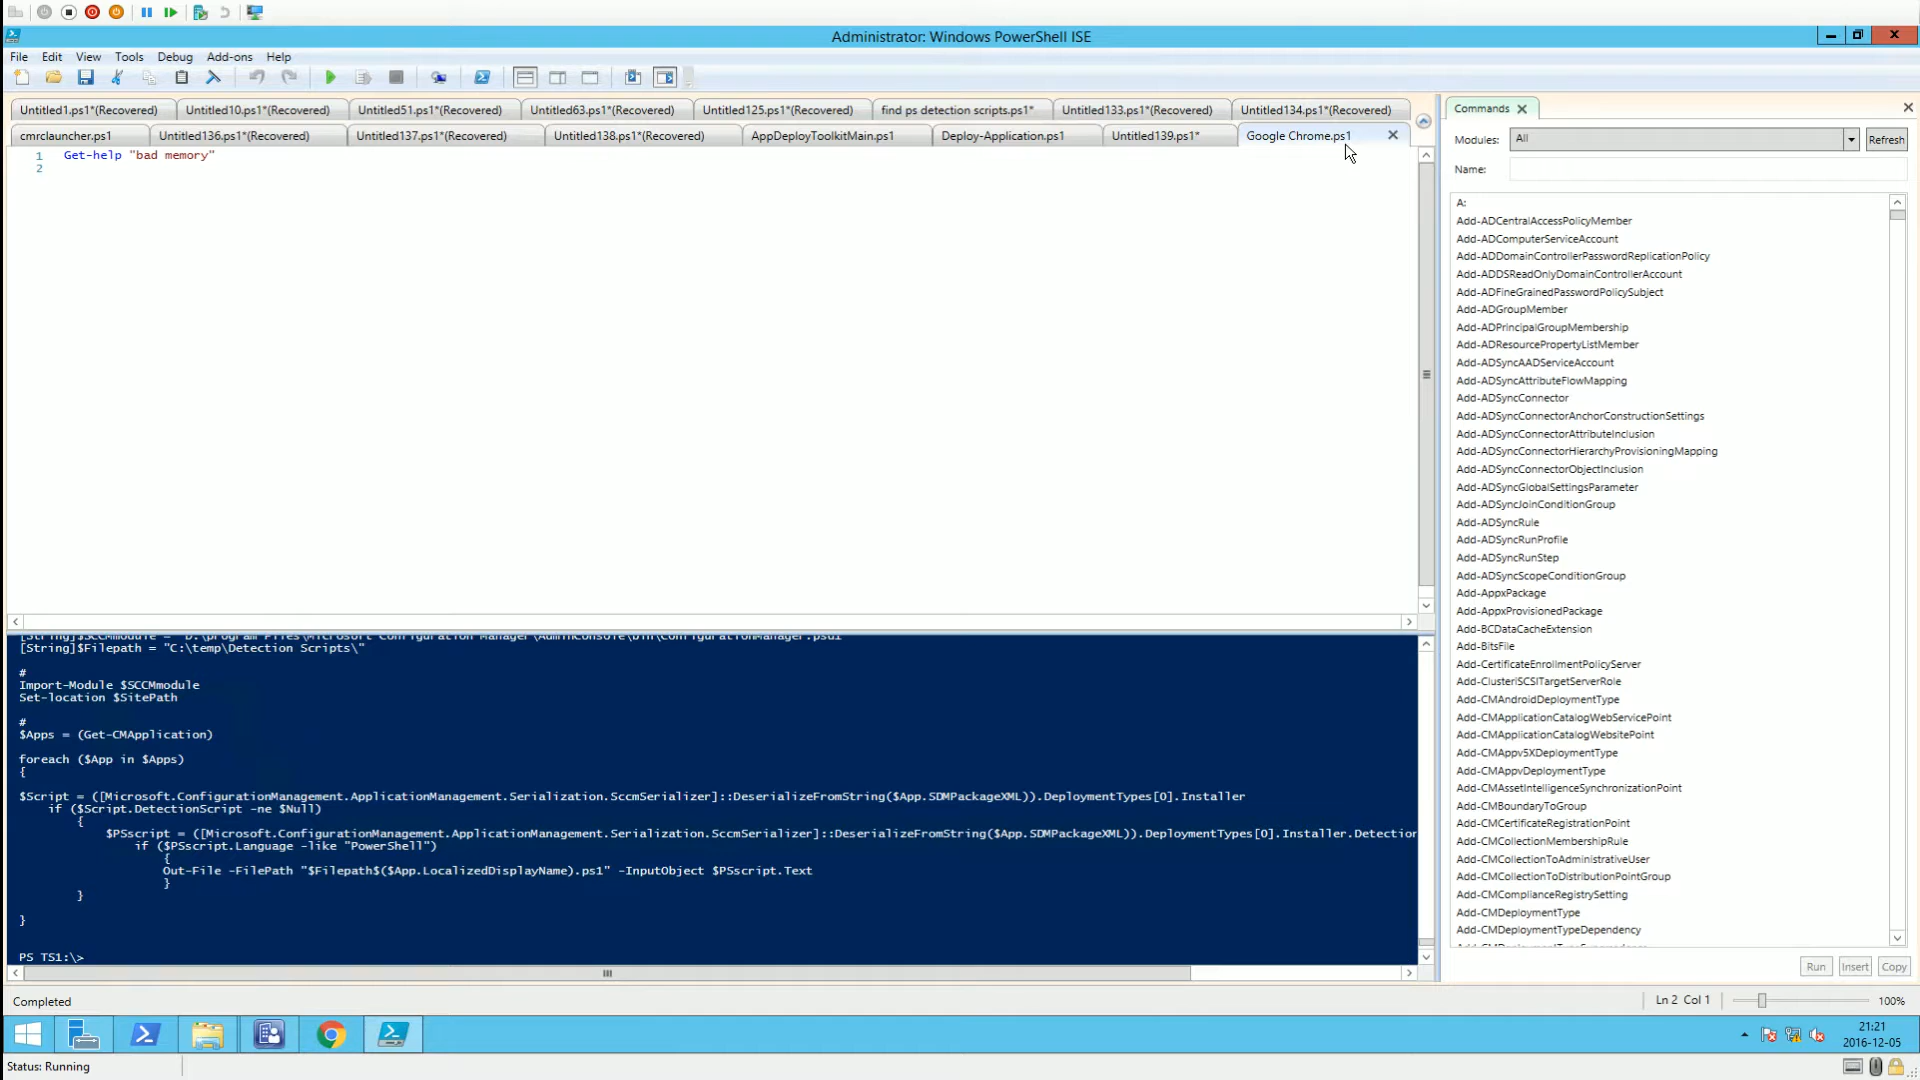 Administrator: Windows PowerShell ISE
File Edit View Tools Debug Add-ons Help
Untitled1.ps1*(Recovered) Untitled10.ps1*(Recovered) Untitled51.ps1*(Recovered) Untitled63.ps1*(Recovered) Untitled125.ps1*(Recovered) find ps detection scripts.ps1* Untitled133.ps1*(Recovered) Untitled134.ps1*(Recovered)
cmrclauncher.ps1 Untitled136.ps1*(Recovered) Untitled137.ps1*(Recovered) Untitled138.ps1*(Recovered) AppDeployToolkitMain.ps1 Deploy-Application.ps1 Untitled139.ps1* Google Chrome.ps1
1 Get-help "bad memory"
2
[String]$SCCMmodule = "D:\program Files\Microsoft Configuration Manager\AdminConsole\bin\ConfigurationManager.psd1"
[String]$Filepath = "C:\temp\Detection Scripts\"
#
Import-Module $SCCMmodule
Set-location $SitePath
#
$Apps = (Get-CMApplication)
foreach ($App in $Apps)
{
$Script = ([Microsoft.ConfigurationManagement.ApplicationManagement.Serialization.SccmSerializer]::DeserializeFromString($App.SDMPackageXML)).DeploymentTypes[0].Installer
if ($Script.DetectionScript -ne $Null)
{
$PSscript = ([Microsoft.ConfigurationManagement.ApplicationManagement.Serialization.SccmSerializer]::DeserializeFromString($App.SDMPackageXML)).DeploymentTypes[0].Installer.Detection
if ($PSscript.Language -like "PowerShell")
{
Out-File -FilePath "$Filepath$($App.LocalizedDisplayName).ps1" -InputObject $PSscript.Text
}
}
}
PS TS1:\>
Commands
Modules: All Refresh
Name:
A:
Add-ADCentralAccessPolicyMember
Add-ADComputerServiceAccount
Add-ADDomainControllerPasswordReplicationPolicy
Add-ADDSReadOnlyDomainControllerAccount
Add-ADFineGrainedPasswordPolicySubject
Add-ADGroupMember
Add-ADPrincipalGroupMembership
Add-ADResourcePropertyListMember
Add-ADSyncAADServiceAccount
Add-ADSyncAttributeFlowMapping
Add-ADSyncConnector
Add-ADSyncConnectorAnchorConstructionSettings
Add-ADSyncConnectorAttributeInclusion
Add-ADSyncConnectorHierarchyProvisioningMapping
Add-ADSyncConnectorObjectInclusion
Add-ADSyncGlobalSettingsParameter
Add-ADSyncJoinConditionGroup
Add-ADSyncRule
Add-ADSyncRunProfile
Add-ADSyncRunStep
Add-ADSyncScopeConditionGroup
Add-AppxPackage
Add-AppxProvisionedPackage
Add-BCDataCacheExtension
Add-BitsFile
Add-CertificateEnrollmentPolicyServer
Add-ClusteriSCSITargetServerRole
Add-CMAndroidDeploymentType
Add-CMApplicationCatalogWebServicePoint
Add-CMApplicationCatalogWebsitePoint
Add-CMAppv5XDeploymentType
Add-CMAppvDeploymentType
Add-CMAssetIntelligenceSynchronizationPoint
Add-CMBoundaryToGroup
Add-CMCertificateRegistrationPoint
Add-CMCollectionMembershipRule
Add-CMCollectionToAdministrativeUser
Add-CMCollectionToDistributionPointGroup
Add-CMComplianceRegistrySetting
Add-CMDeploymentType
Add-CMDeploymentTypeDependency
Run Insert Copy
Completed
Ln 2 Col 1 100%
21:21
2016-12-05
Status: Running